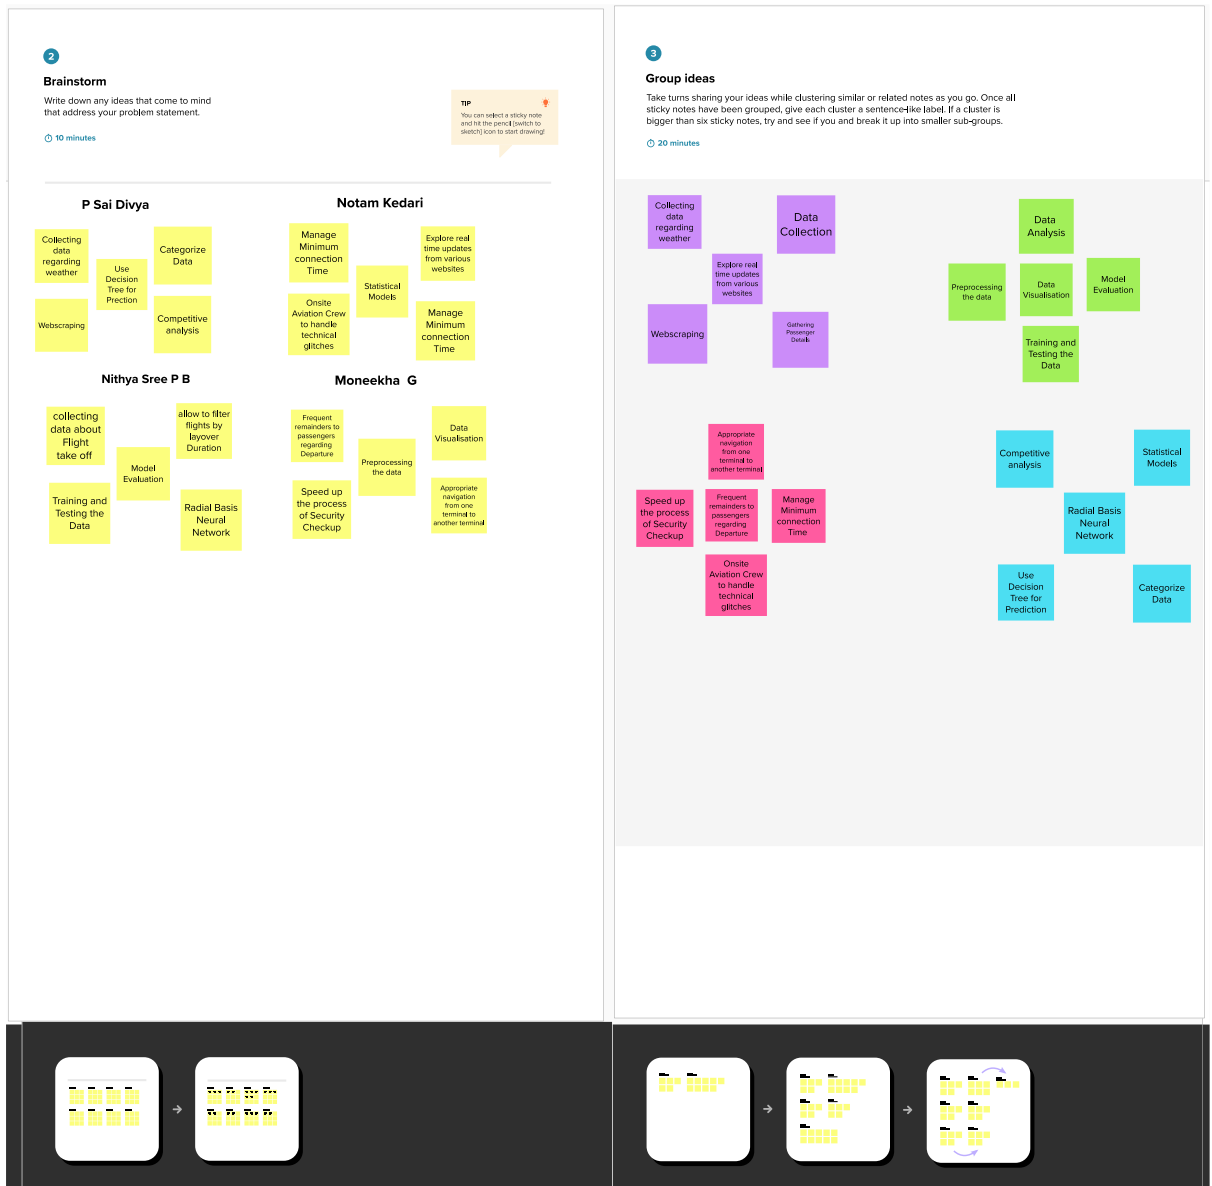 2
Brainstorm
Write down any ideas that come to mind
that address your problem statement.
10 minutes
TIP
You can select a sticky note
and hit the pencil [switch to
sketch] icon to start drawing!
P Sai Divya
Collecting
data
regarding
weather
Categorize
Data
Use
Decision
Tree for
Prection
Webscraping
Competitive
analysis
Notam Kedari
Manage
Minimum
connection
Time
Explore real
time updates
from various
websites
Statistical
Models
Onsite
Aviation Crew
to handle
technical
glitches
Manage
Minimum
connection
Time
Nithya Sree P B
collecting
data about
Flight
take off
allow to filter
flights by
layover
Duration
Model
Evaluation
Training and
Testing the
Data
Radial Basis
Neural
Network
Moneekha G
Frequent
remainders to
passengers
regarding
Departure
Data
Visualisation
Preprocessing
the data
Speed up
the process
of Security
Checkup
Appropriate
navigation
from one
terminal to
another terminal
3
Group ideas
Take turns sharing your ideas while clustering similar or related notes as you go. Once all
sticky notes have been grouped, give each cluster a sentence-like label. If a cluster is
bigger than six sticky notes, try and see if you and break it up into smaller sub-groups.
20 minutes
Collecting
data
regarding
weather
Data
Collection
Explore real
time updates
from various
websites
Webscraping
Gathering
Passenger
Details
Data
Analysis
Preprocessing
the data
Data
Visualisation
Model
Evaluation
Training and
Testing the
Data
Appropriate
navigation
from one
terminal to
another terminal
Speed up
the process
of Security
Checkup
Frequent
remainders to
passengers
regarding
Departure
Manage
Minimum
connection
Time
Onsite
Aviation Crew
to handle
technical
glitches
Competitive
analysis
Statistical
Models
Radial Basis
Neural
Network
Use
Decision
Tree for
Prediction
Categorize
Data